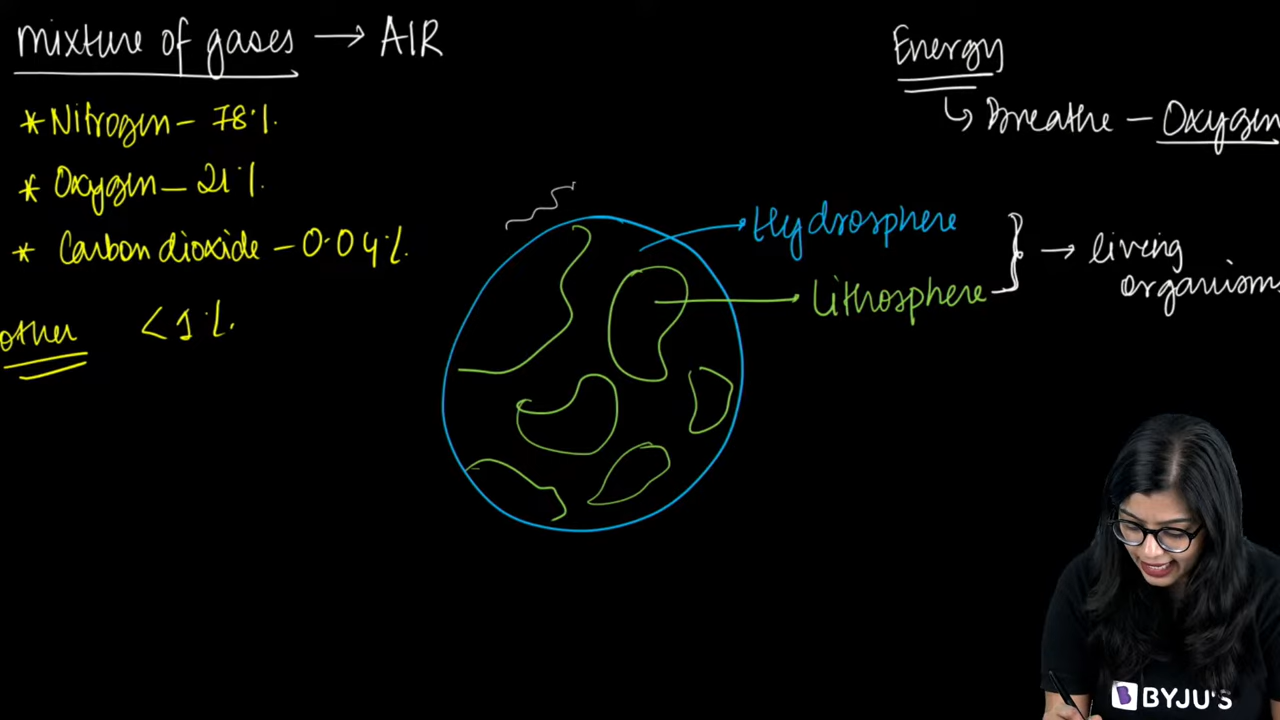 mixture of gases → AIR
* Nitrogen - 78%
* Oxygen - 21%
* Carbon dioxide - 0.04%
other <1%
Energy
↳ Breathe - Oxygen
Hydrosphere
Lithosphere
} → living
organisms
BYJU'S